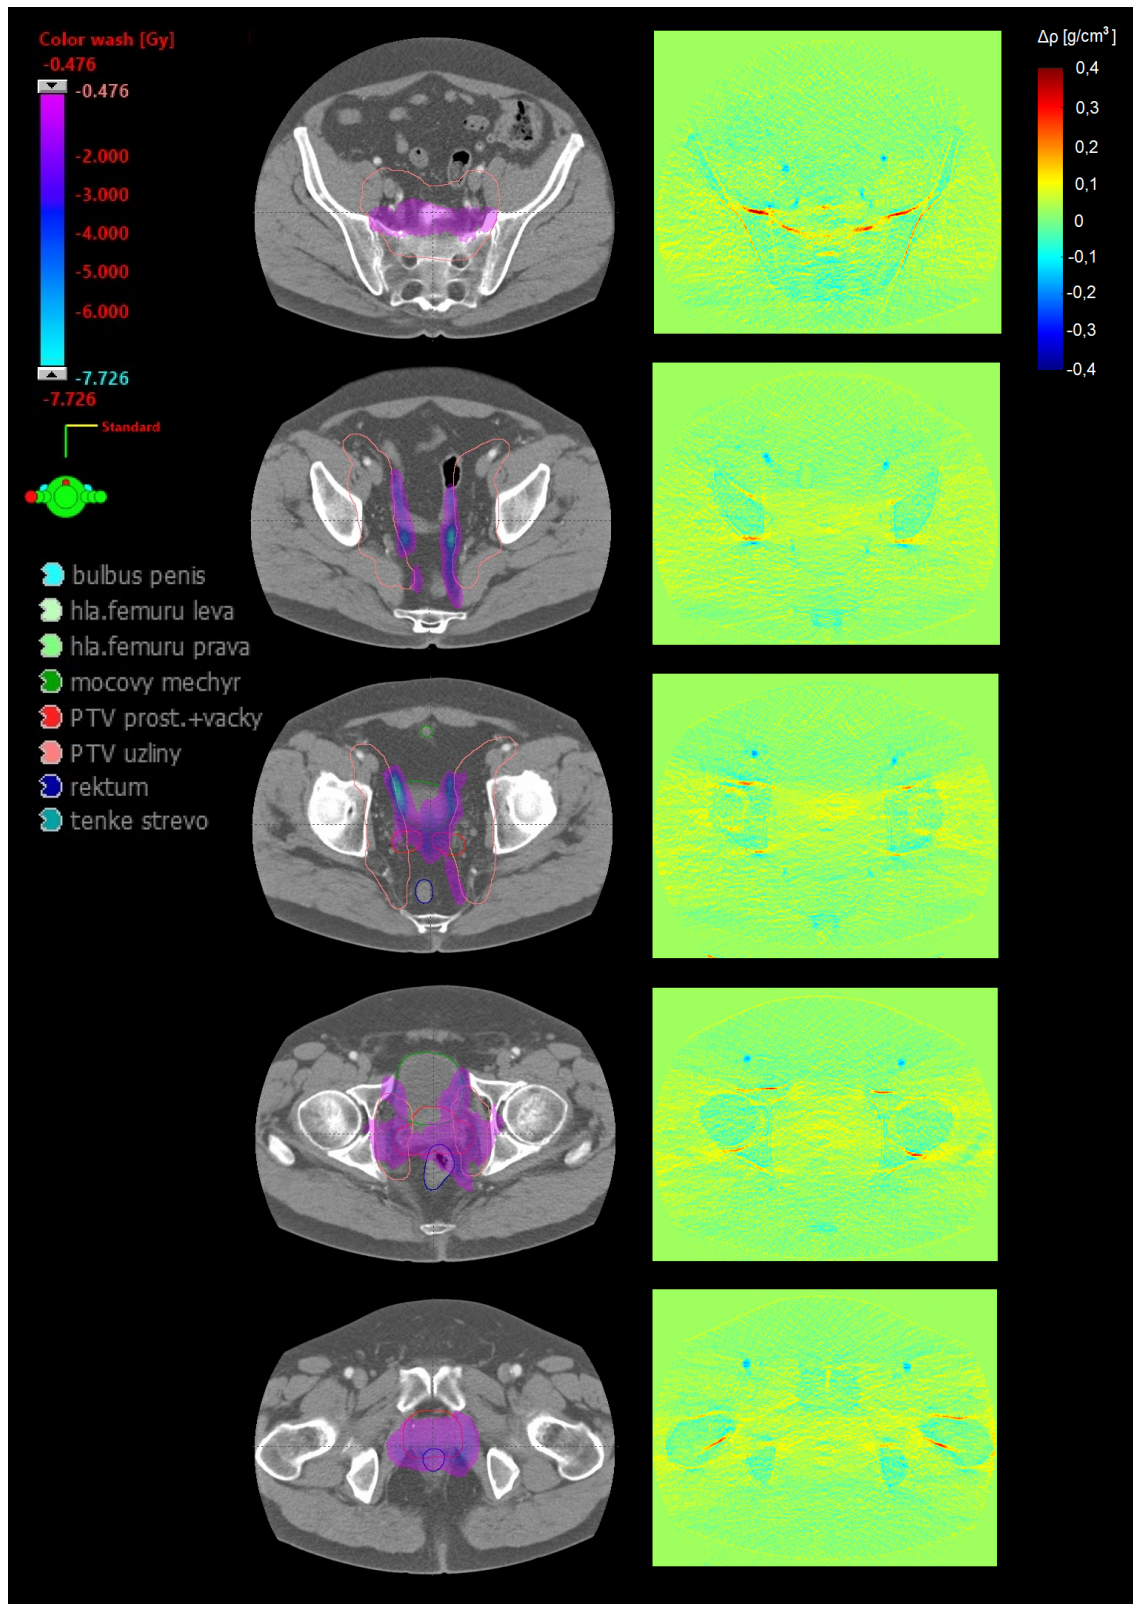 Color wash [Gy]
-0.476
-0.476
-2.000
-3.000
-4.000
-5.000
-6.000
-7.726
-7.726
Standard
bulbus penis
hla.femuru leva
hla.femuru prava
mocovy mechyr
PTV prost.+vacky
PTV uzliny
rektum
tenke strevo
Δρ [g/cm³]
0,4
0,3
0,2
0,1
0
-0,1
-0,2
-0,3
-0,4